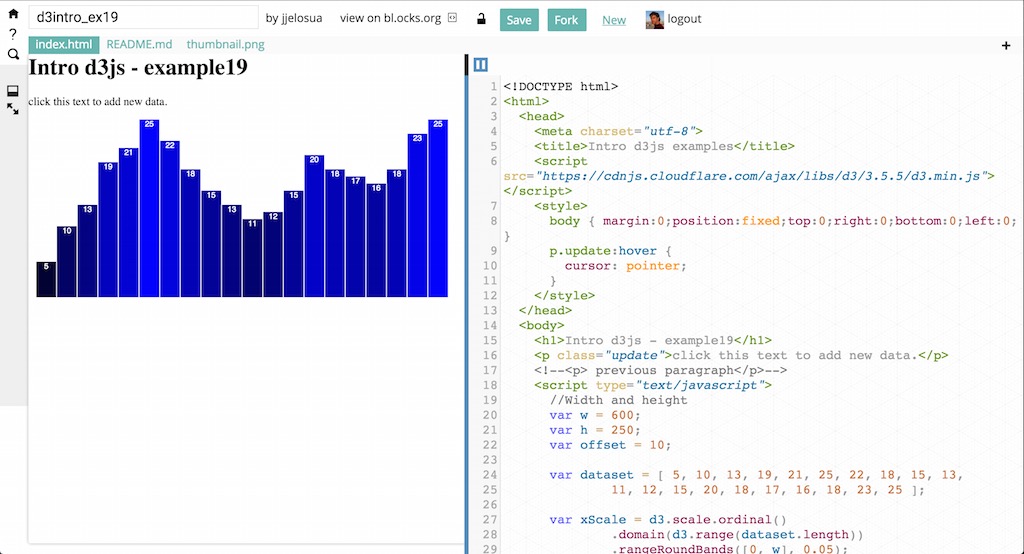 d3intro_ex19
by jjelosua
view on bl.ocks.org
Save
Fork
New
logout
?
index.html
README.md
thumbnail.png
+
Intro d3js - example19
click this text to add new data.
5
10
13
19
21
25
22
18
15
13
11
12
15
20
18
17
16
18
23
25
1 <!DOCTYPE html>
2 <html>
3 <head>
4 <meta charset="utf-8">
5 <title>Intro d3js examples</title>
6 <script
src="https://cdnjs.cloudflare.com/ajax/libs/d3/3.5.5/d3.min.js">
</script>
7 <style>
8 body { margin:0;position:fixed;top:0;right:0;bottom:0;left:0;
}
9 p.update:hover {
10 cursor: pointer;
11 }
12 </style>
13 </head>
14 <body>
15 <h1>Intro d3js - example19</h1>
16 <p class="update">click this text to add new data.</p>
17 <!--<p> previous paragraph</p>-->
18 <script type="text/javascript">
19 //Width and height
20 var w = 600;
21 var h = 250;
22 var offset = 10;
23
24 var dataset = [ 5, 10, 13, 19, 21, 25, 22, 18, 15, 13,
25 11, 12, 15, 20, 18, 17, 16, 18, 23, 25 ];
26
27 var xScale = d3.scale.ordinal()
28 .domain(d3.range(dataset.length))
29 .rangeRoundBands([0, w], 0.05);